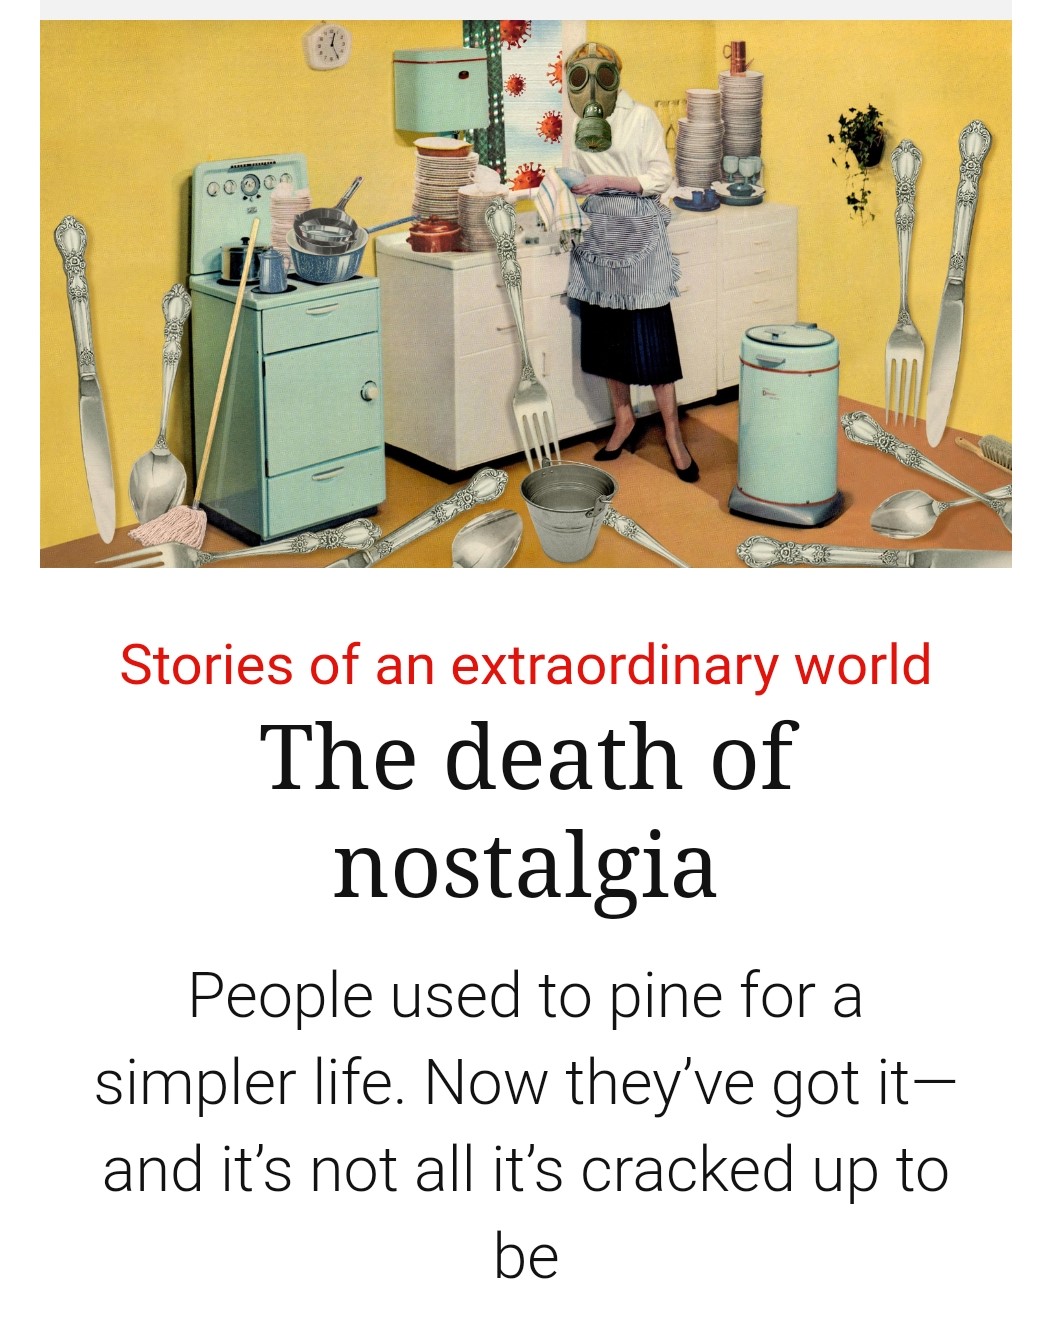 Stories of an extraordinary world
The death of
nostalgia
People used to pine for a
simpler life. Now they’ve got it—
and it’s not all it’s cracked up to
be